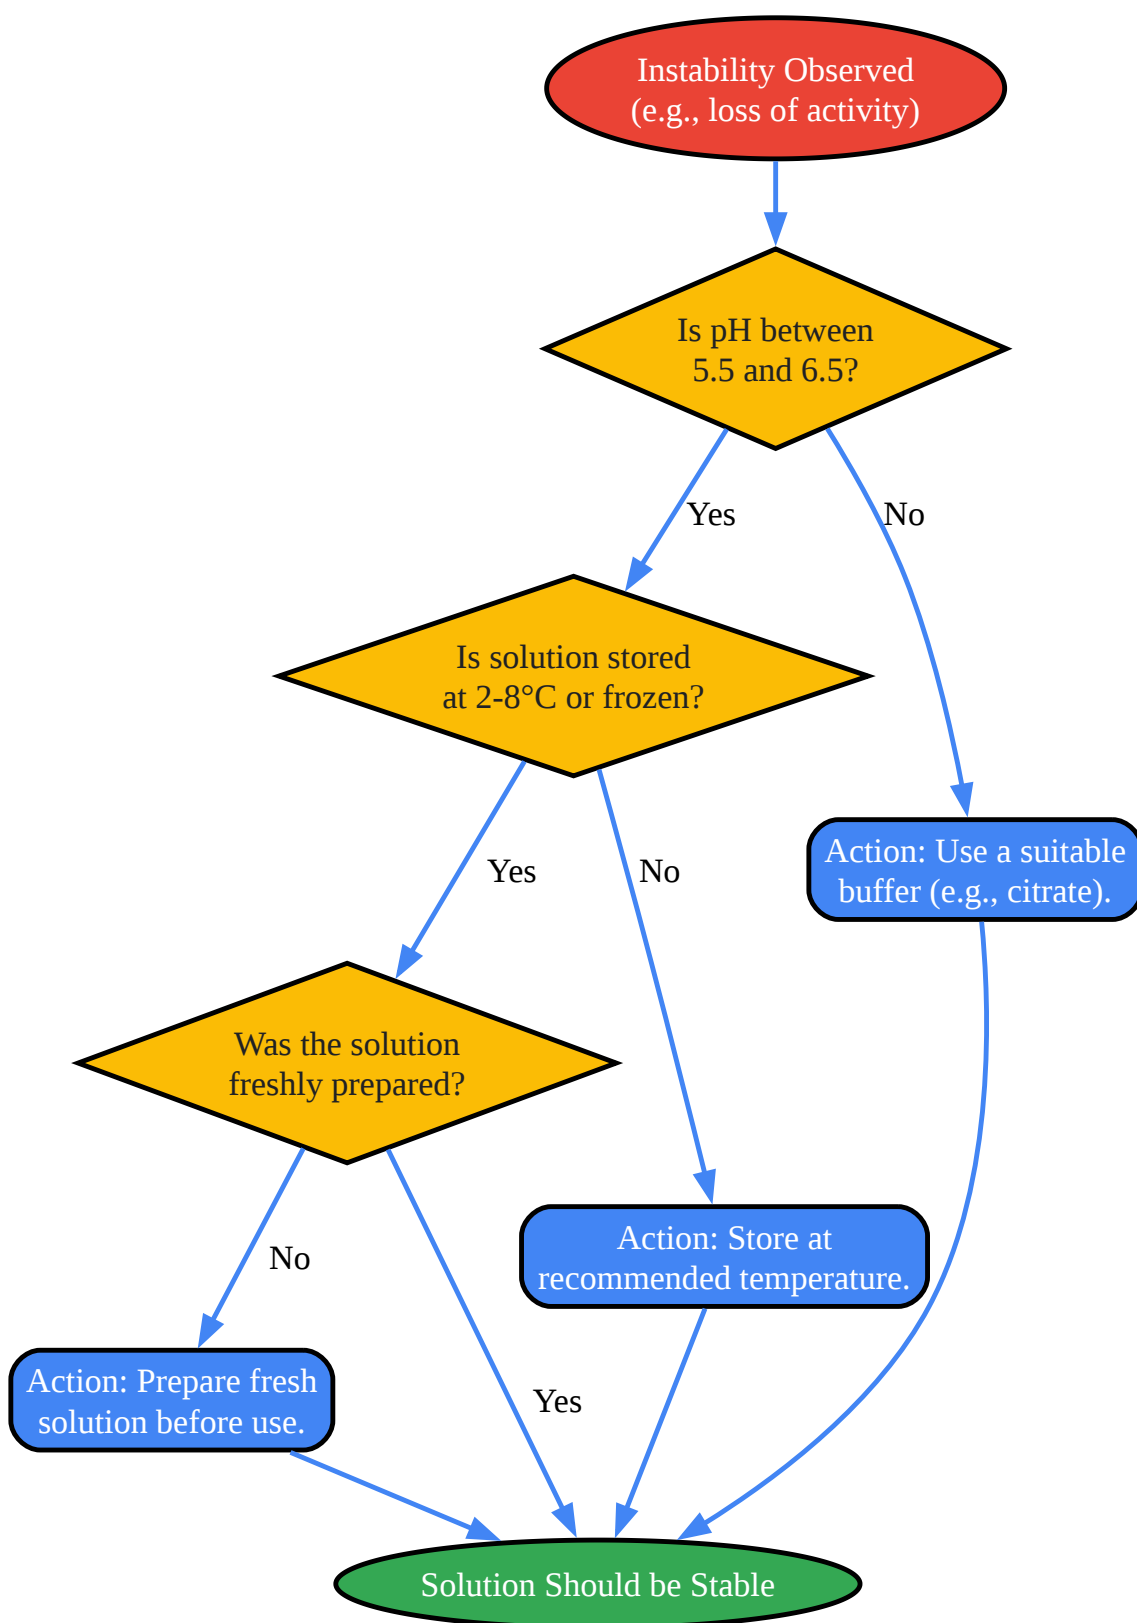 Instability Observed
(e.g., loss of activity)
Is pH between
5.5 and 6.5?
Yes
No
Is solution stored
at 2-8°C or frozen?
Action: Use a suitable
buffer (e.g., citrate).
Yes
No
Was the solution
freshly prepared?
Action: Store at
recommended temperature.
No
Action: Prepare fresh
solution before use.
Yes
Solution Should be Stable